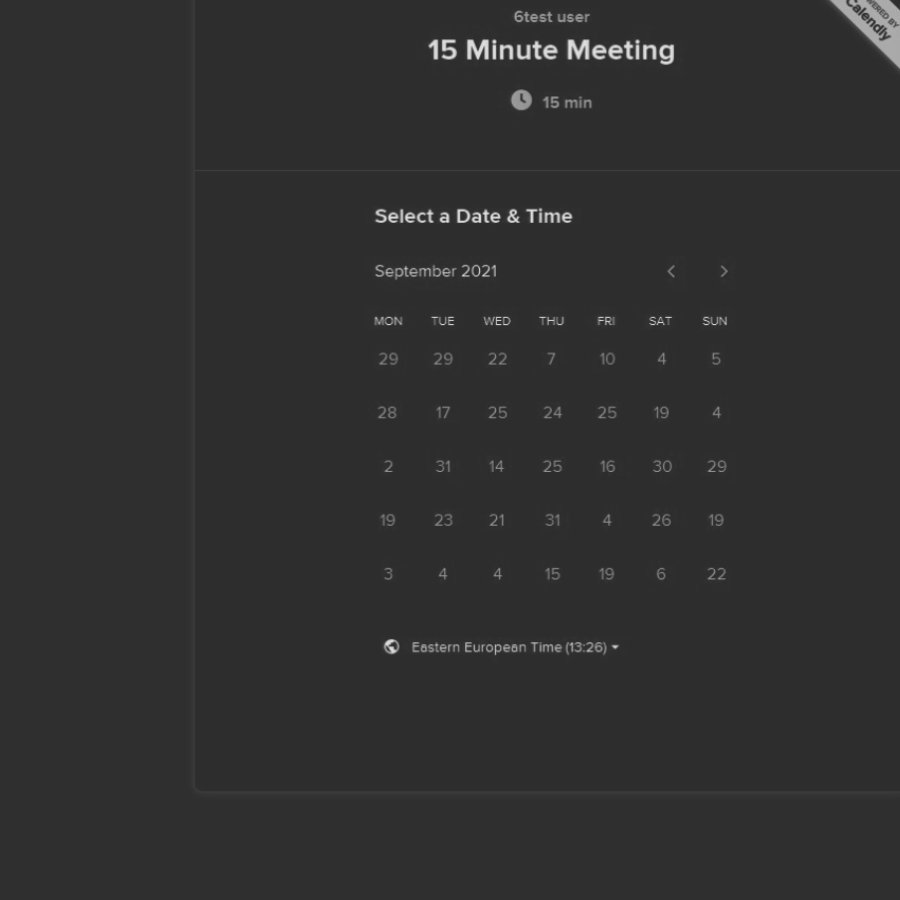 6test user
15 Minute Meeting
15 min
Calendly
Select a Date & Time
September 2021
MON TUE WED THU FRI SAT SUN
29 29 22 7 10 4 5
28 17 25 24 25 19 4
2 31 14 25 16 30 29
19 23 21 31 4 26 19
3 4 4 15 19 6 22
Eastern European Time (13:26)